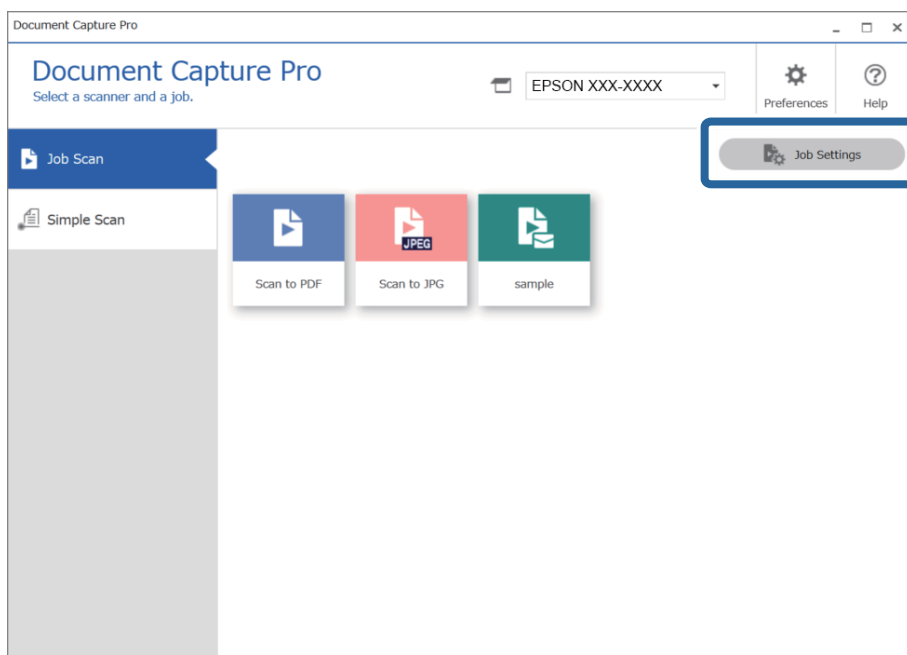 Document Capture Pro
Document Capture Pro
Select a scanner and a job.
EPSON XXX-XXXX
Preferences
Help
Job Scan
Job Settings
Simple Scan
JPEG
Scan to PDF
Scan to JPG
sample